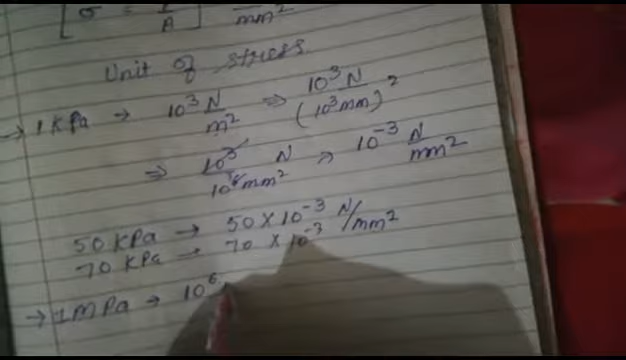 [σ = P/A] N/mm²
Unit of stress
→ 1 KPa → 10³ N/m² ⇒ 10³ N/(10³ mm)²
⇒ 10³/10⁶ N/mm² ⇒ 10⁻³ N/mm²
50 KPa → 50 × 10⁻³ N/mm²
70 KPa → 70 × 10⁻³
→ 1 mPa → 10⁶